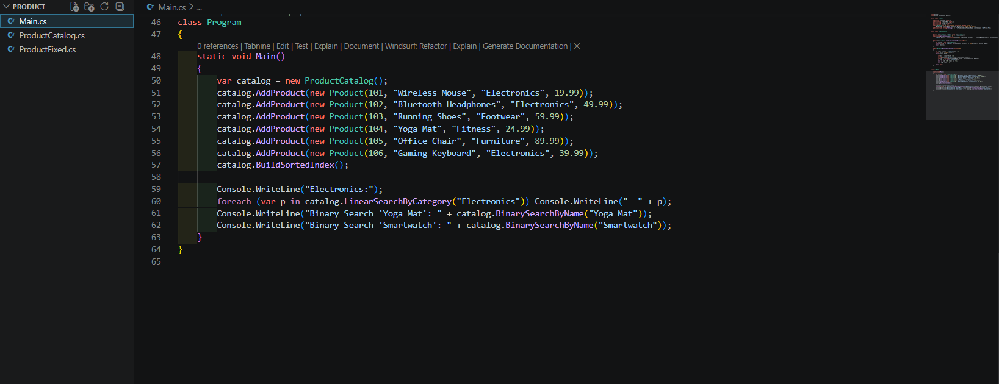 PRODUCT
Main.cs
ProductCatalog.cs
ProductFixed.cs
Main.cs > ...
46 class Program
47 {
0 references | Tabnine | Edit | Test | Explain | Document | Windsurf: Refactor | Explain | Generate Documentation | ×
48     static void Main()
49     {
50         var catalog = new ProductCatalog();
51         catalog.AddProduct(new Product(101, "Wireless Mouse", "Electronics", 19.99));
52         catalog.AddProduct(new Product(102, "Bluetooth Headphones", "Electronics", 49.99));
53         catalog.AddProduct(new Product(103, "Running Shoes", "Footwear", 59.99));
54         catalog.AddProduct(new Product(104, "Yoga Mat", "Fitness", 24.99));
55         catalog.AddProduct(new Product(105, "Office Chair", "Furniture", 89.99));
56         catalog.AddProduct(new Product(106, "Gaming Keyboard", "Electronics", 39.99));
57         catalog.BuildSortedIndex();
58
59         Console.WriteLine("Electronics:");
60         foreach (var p in catalog.LinearSearchByCategory("Electronics")) Console.WriteLine("  " + p);
61         Console.WriteLine("Binary Search 'Yoga Mat': " + catalog.BinarySearchByName("Yoga Mat"));
62         Console.WriteLine("Binary Search 'Smartwatch': " + catalog.BinarySearchByName("Smartwatch"));
63     }
64 }
65